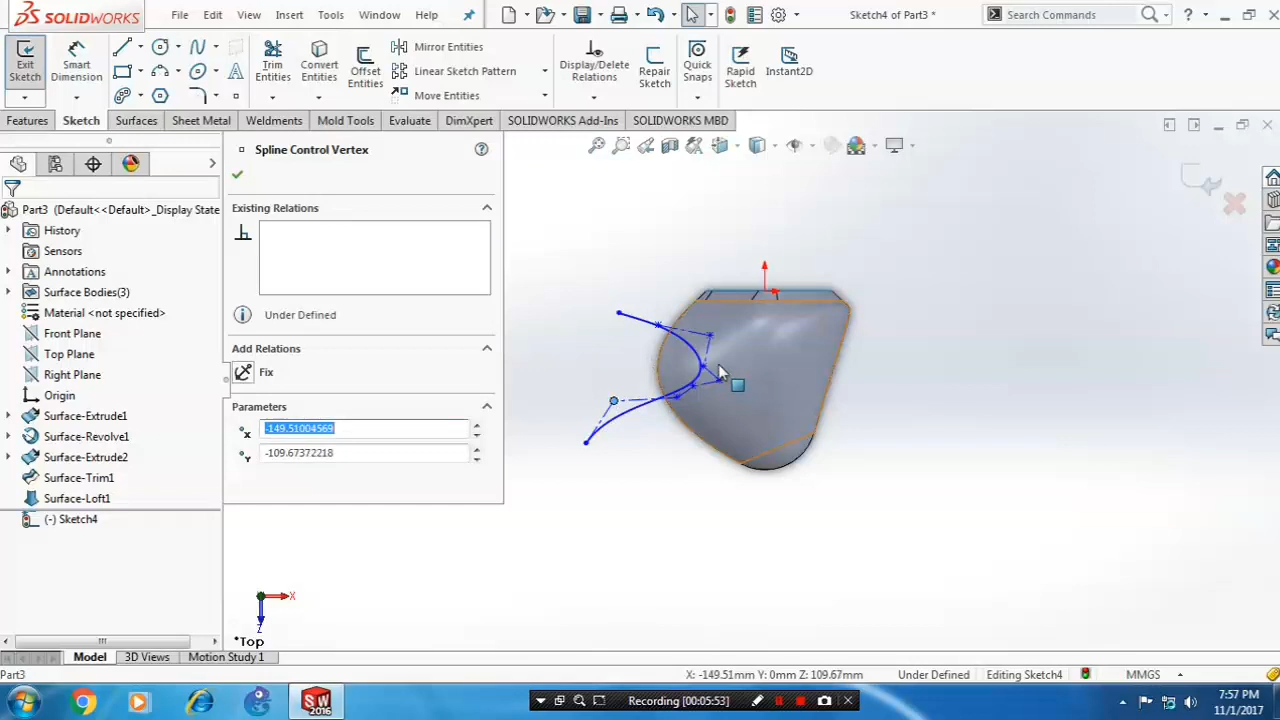 SOLIDWORKS
File Edit View Insert Tools Window Help
Sketch4 of Part3 *
Search Commands
Exit Sketch
Smart Dimension
Trim Entities
Convert Entities
Offset Entities
Mirror Entities
Linear Sketch Pattern
Move Entities
Display/Delete Relations
Repair Sketch
Quick Snaps
Rapid Sketch
Instant2D
Features Sketch Surfaces Sheet Metal Weldments Mold Tools Evaluate DimXpert SOLIDWORKS Add-Ins SOLIDWORKS MBD
Spline Control Vertex
Existing Relations
Under Defined
Add Relations
Fix
Parameters
-149.51004569
-109.67372218
Part3 (Default<<Default>_Display State
History
Sensors
Annotations
Surface Bodies(3)
Material <not specified>
Front Plane
Top Plane
Right Plane
Origin
Surface-Extrude1
Surface-Revolve1
Surface-Extrude2
Surface-Trim1
Surface-Loft1
(-) Sketch4
X
Z
*Top
Model 3D Views Motion Study 1
Part3
X: -149.51mm Y: 0mm Z: 109.67mm Under Defined Editing Sketch4 MMGS
SW 2016
Recording [00:05:53]
7:57 PM
11/1/2017